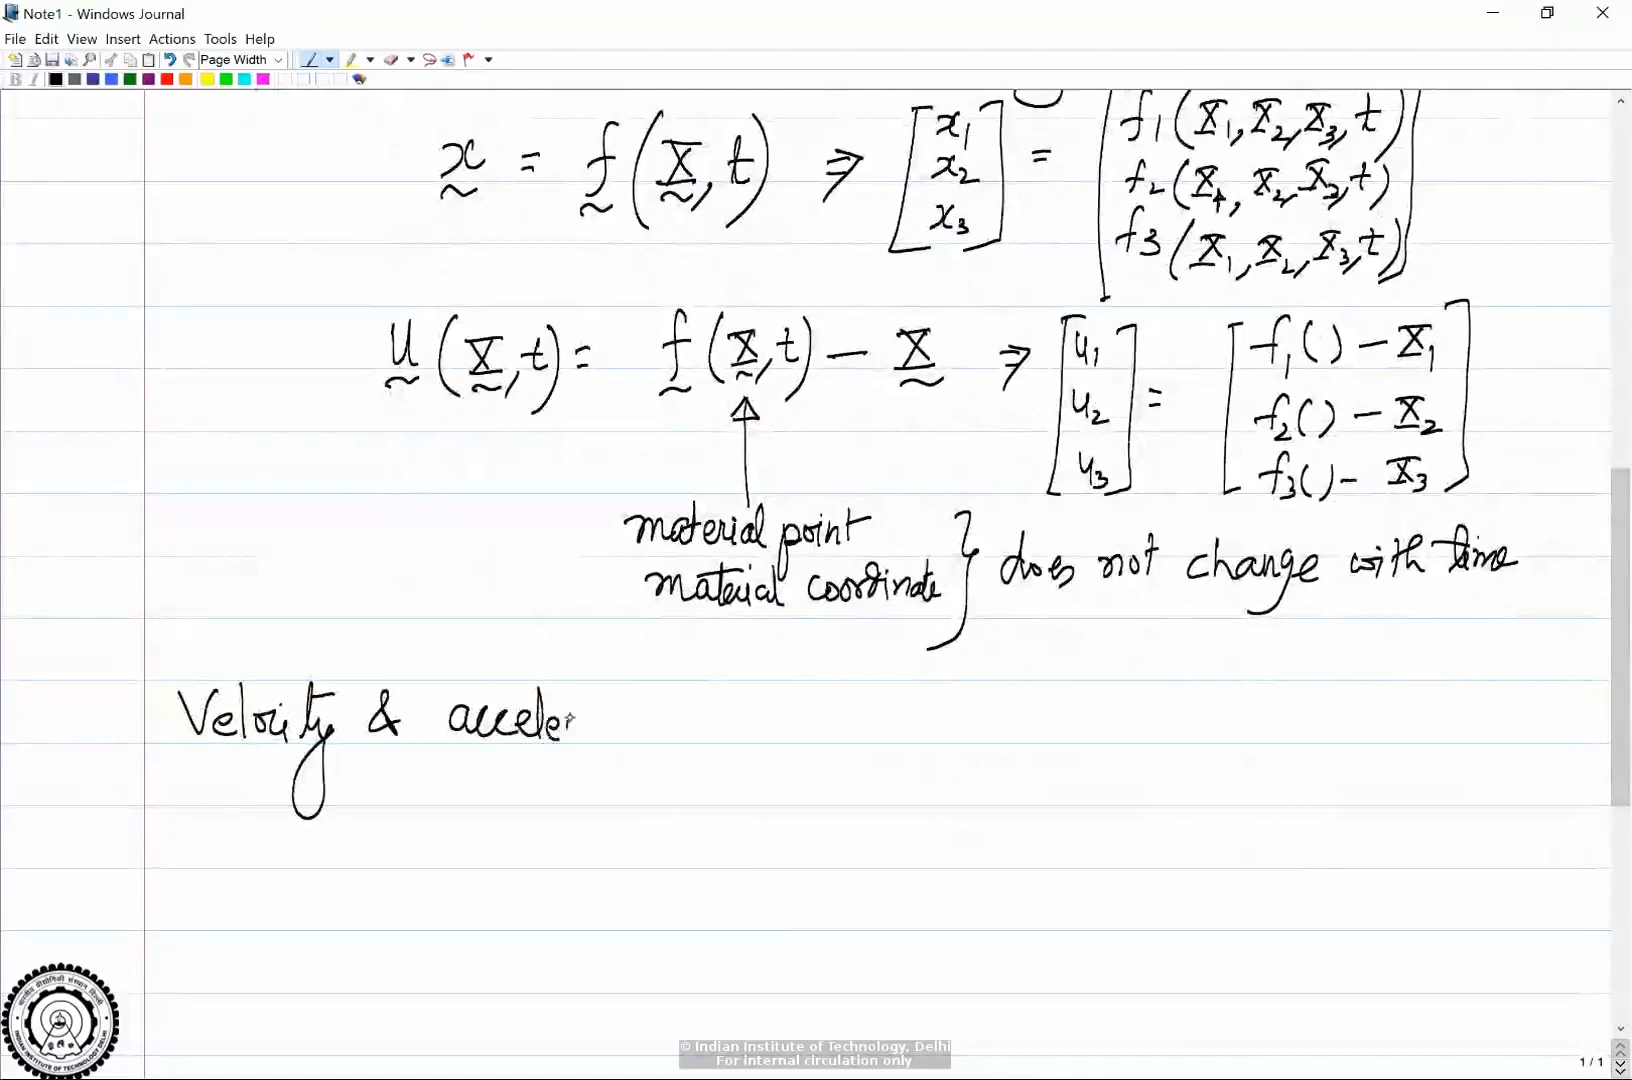 Note1 - Windows Journal
File Edit View Insert Actions Tools Help
Page Width
B I
x = f(X, t) ⇒ [x1 x2 x3] = [f1(X1, X2, X3, t)
f2(X1, X2, X3, t)
f3(X1, X2, X3, t)]
u(X, t) = f(X, t) - X ⇒ [u1 u2 u3] = [f1() - X1
f2() - X2
f3() - X3]
material point
material coordinate } does not change with time
Velocity & acceler
© Indian Institute of Technology, Delhi
For internal circulation only
1 / 1